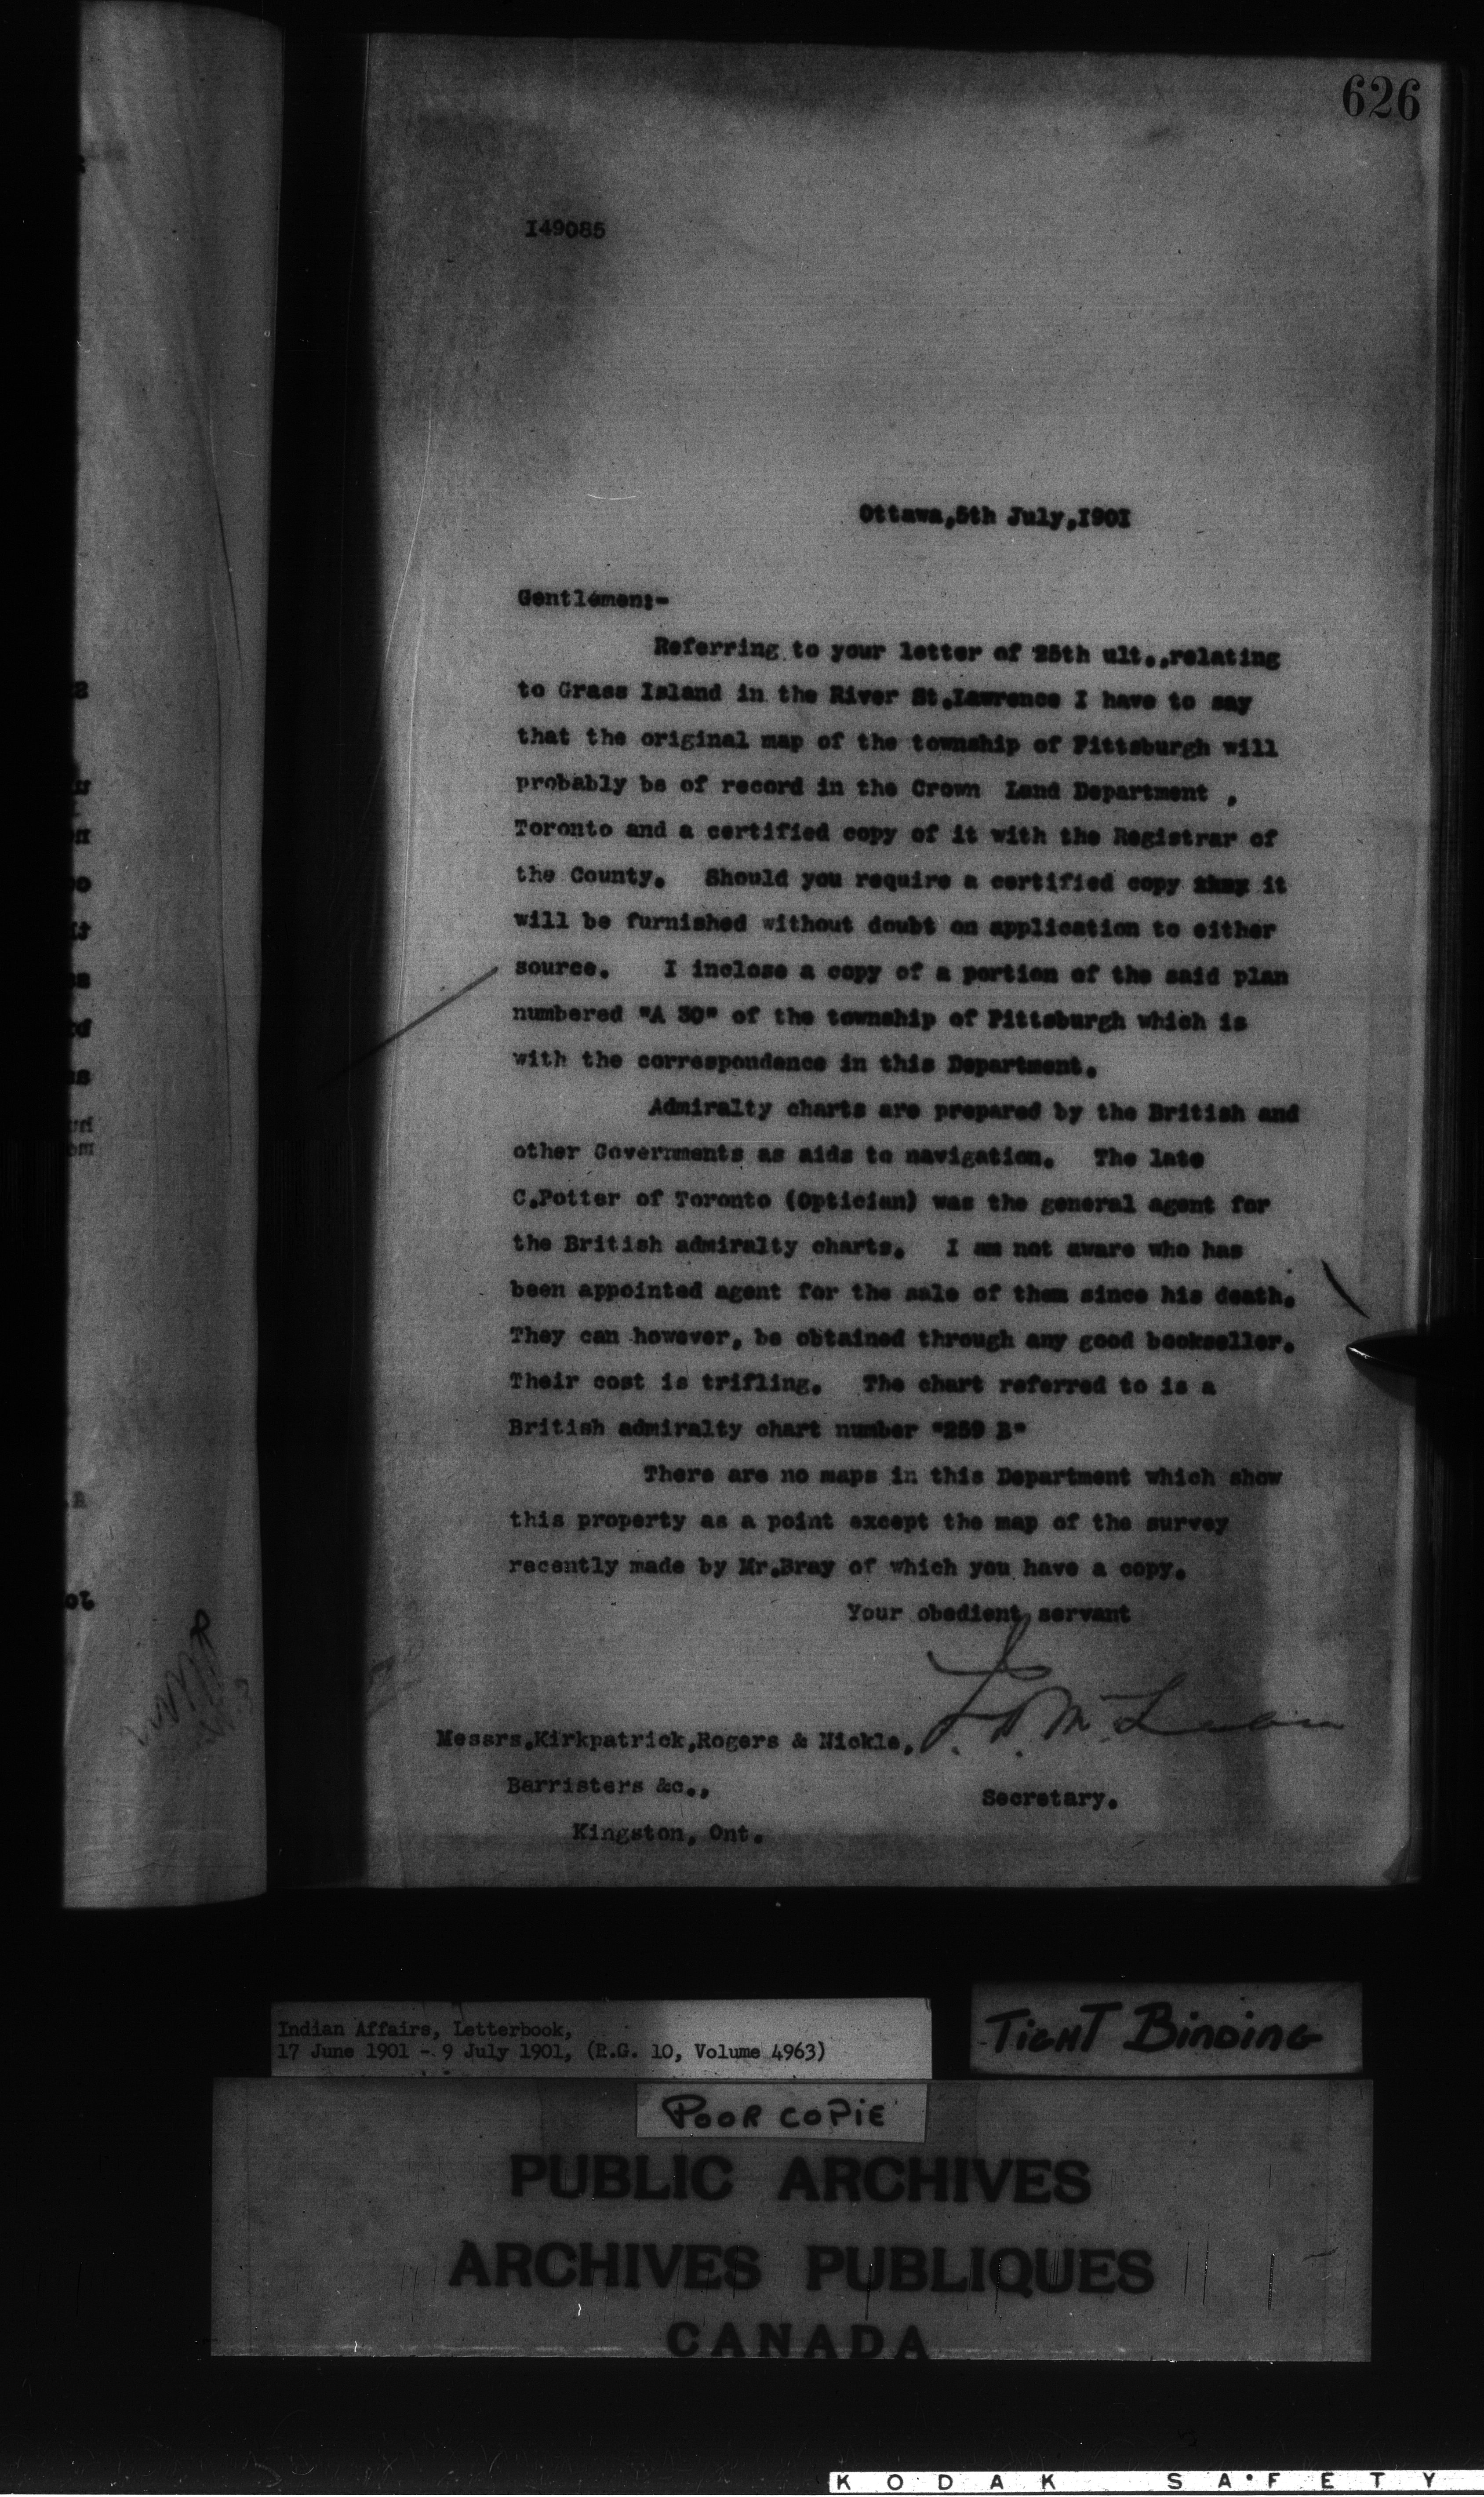 626
I49085
Ottawa,5th July,I90I
Gentlemen:-
Referring to your letter of 25th ult.,relating
to Grass Island in the River St.Lawrence I have to say
that the original map of the township of Pittsburgh will
probably be of record in the Crown Land Department ,
Toronto and a certified copy of it with the Registrar of
the County. Should you require a certified copy it
will be furnished without doubt on application to either
source. I inclose a copy of a portion of the said plan
numbered "A 30" of the township of Pittsburgh which is
with the correspondence in this Department.
Admiralty charts are prepared by the British and
other Governments as aids to navigation. The late
C.Potter of Toronto (Optician) was the general agent for
the British admiralty charts. I am not aware who has
been appointed agent for the sale of them since his death.
They can however, be obtained through any good bookseller.
Their cost is trifling. The chart referred to is a
British admiralty chart number "259 B"
There are no maps in this Department which show
this property as a point except the map of the survey
recently made by Mr.Bray of which you have a copy.
Your obedient servant
McLean
Messrs.Kirkpatrick,Rogers & Nickle,
Barristers &c.,
Secretary.
Kingston, Ont.
Indian Affairs, Letterbook,
17 June 1901 - 9 July 1901, (R.G. 10, Volume 4963)
TIGHT BINDING
POOR COPIE
PUBLIC ARCHIVES
ARCHIVES PUBLIQUES
CANADA
KODAK SAFETY